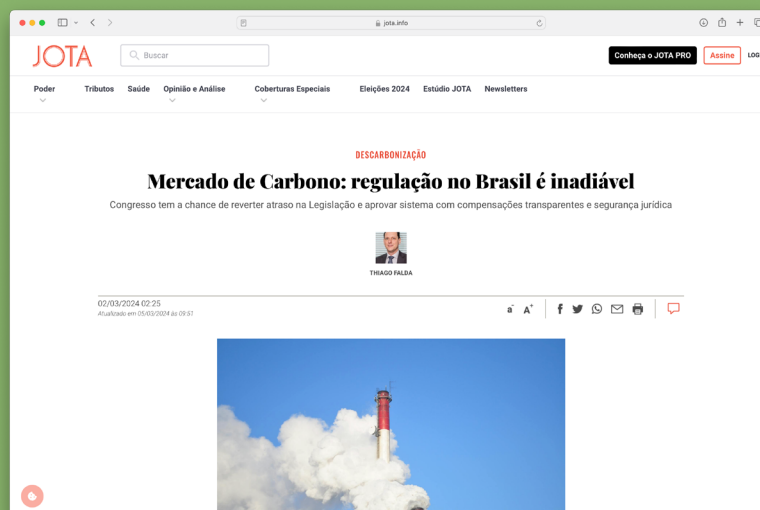 jota.info
JOTA
Buscar
Conheça o JOTA PRO
Assine
LOG
Poder
Tributos
Saúde
Opinião e Análise
Coberturas Especiais
Eleições 2024
Estúdio JOTA
Newsletters
DESCARBONIZAÇÃO
Mercado de Carbono: regulação no Brasil é inadiável
Congresso tem a chance de reverter atraso na Legislação e aprovar sistema com compensações transparentes e segurança jurídica
THIAGO FALDA
02/03/2024 02:25
a- A+
Atualizado em 05/03/2024 às 09:51